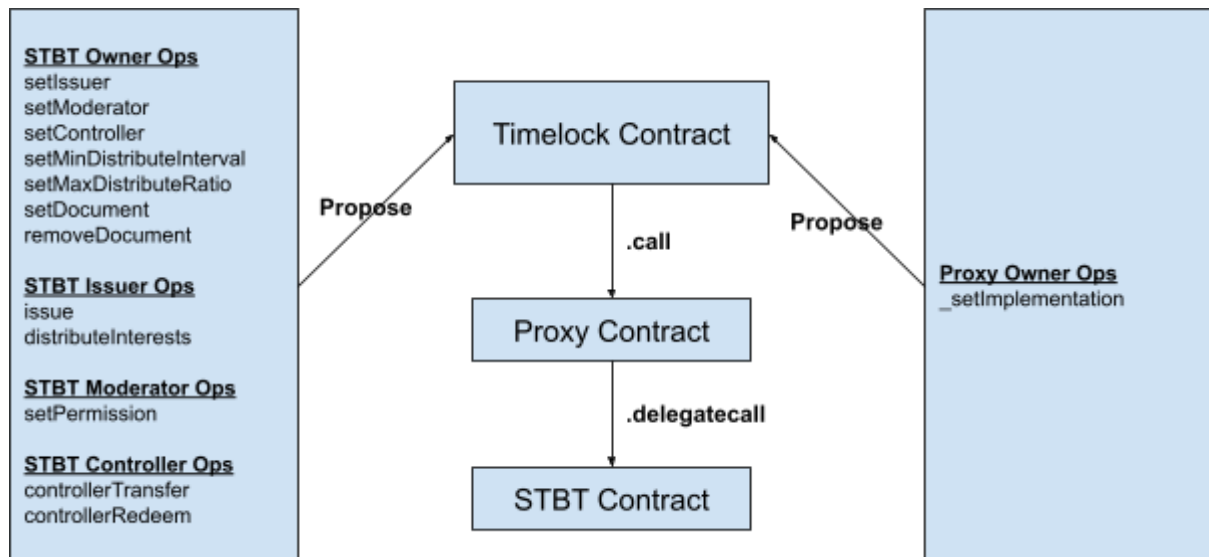 STBT Owner Ops
setIssuer
setModerator
setController
setMinDistributeInterval
setMaxDistributeRatio
setDocument
removeDocument
STBT Issuer Ops
issue
distributeInterests
STBT Moderator Ops
setPermission
STBT Controller Ops
controllerTransfer
controllerRedeem
Propose
Timelock Contract
.call
Proxy Contract
.delegatecall
STBT Contract
Propose
Proxy Owner Ops
_setImplementation